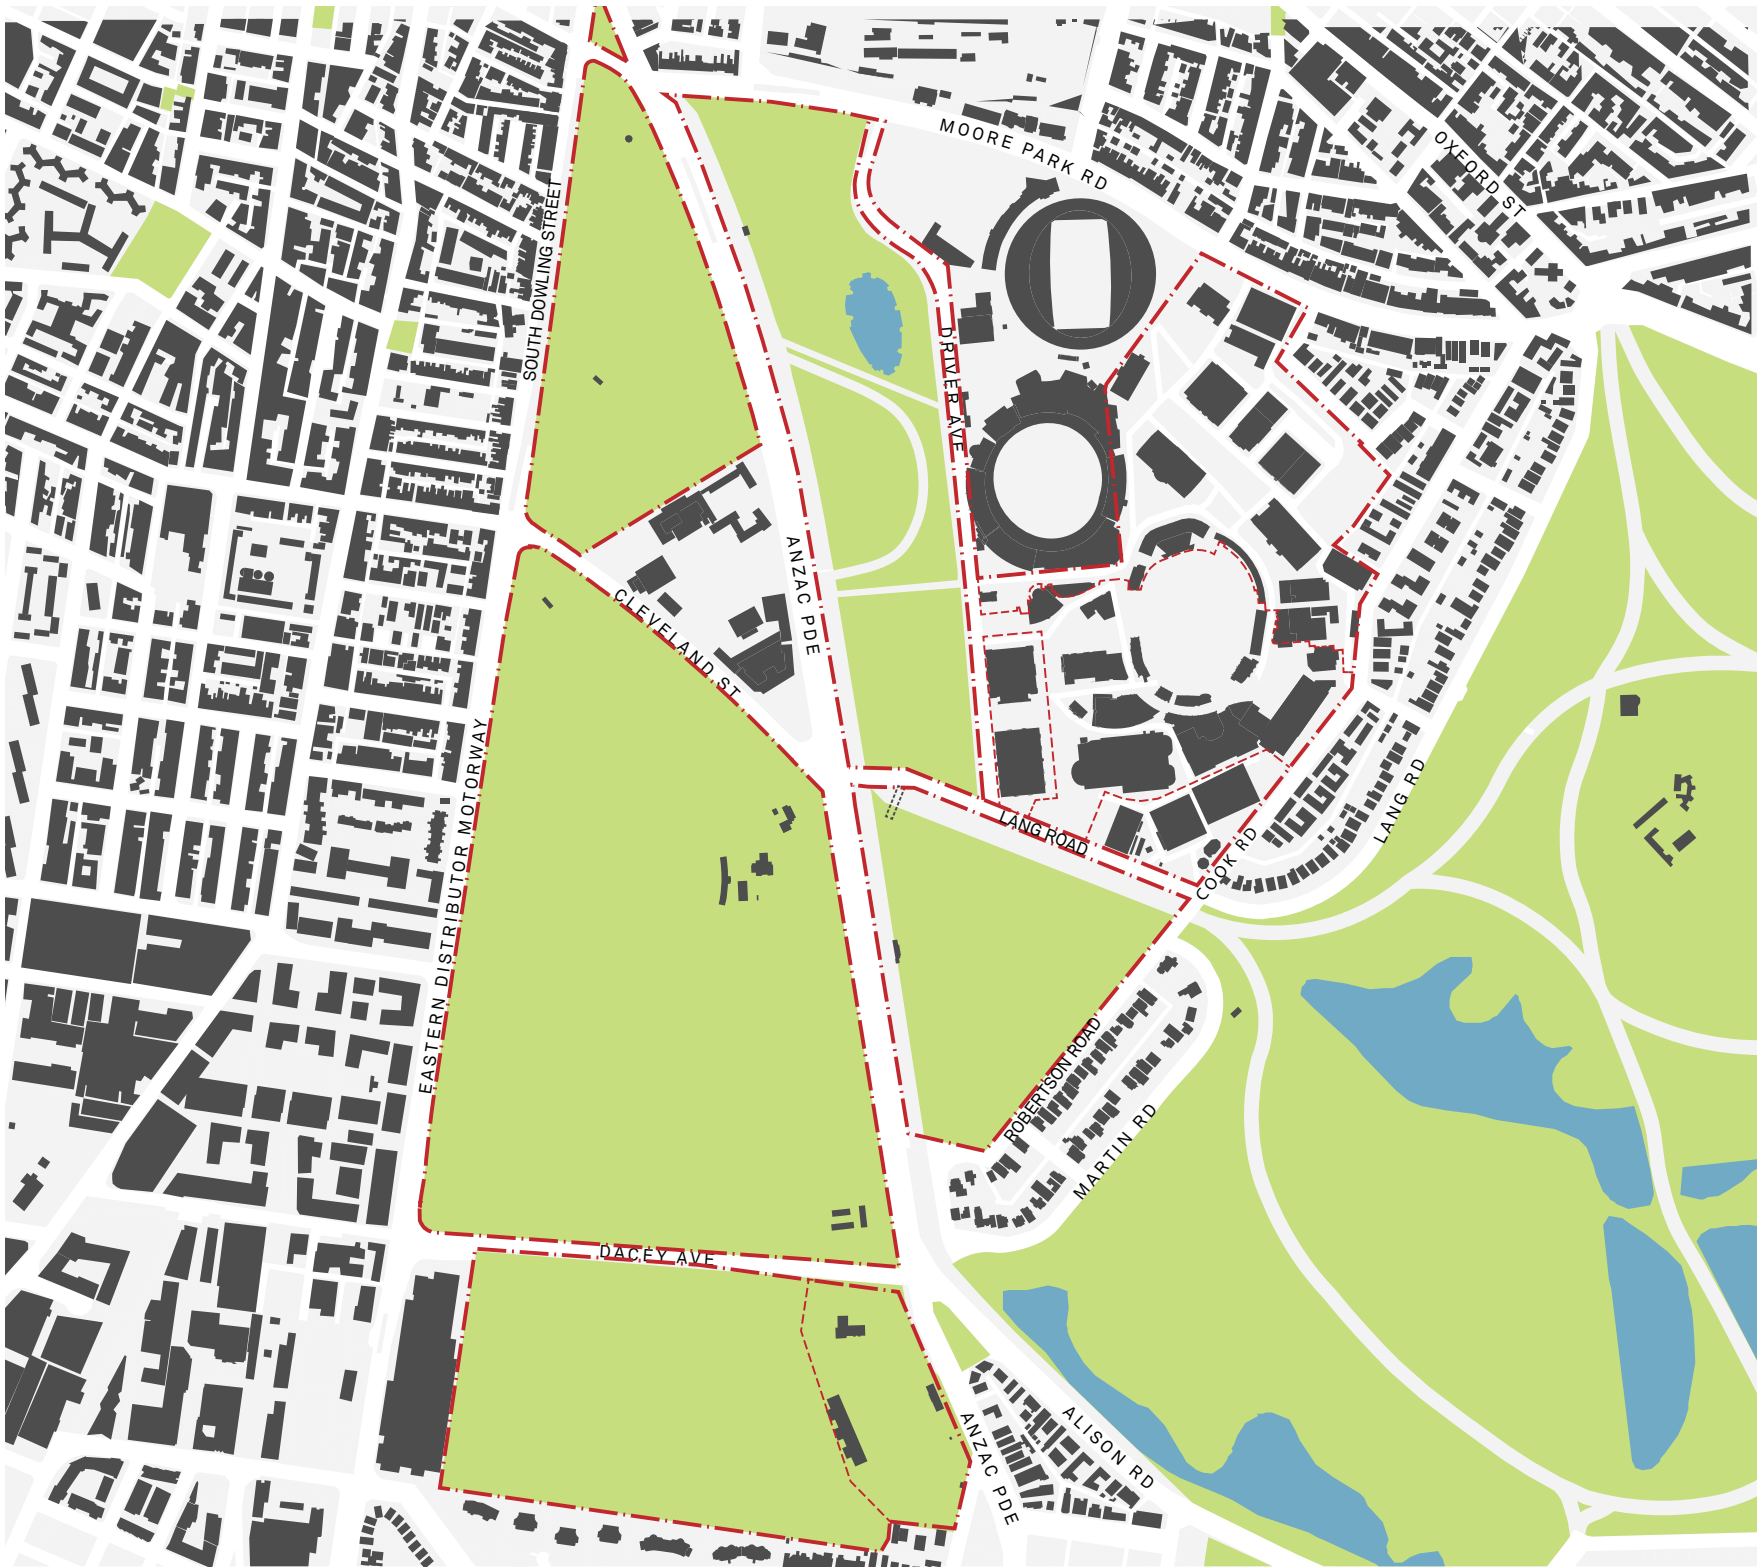 MOORE PARK RD
OXFORD ST
SOUTH DOWLING STREET
DRIVER AVE
ANZAC PDE
CLEVELAND ST
EASTERN DISTRIBUTOR MOTORWAY
LANG RD
LANG ROAD
COOK RD
ROBERTSON ROAD
MARTIN RD
DACEY AVE
ANZAC PDE
ALISON RD